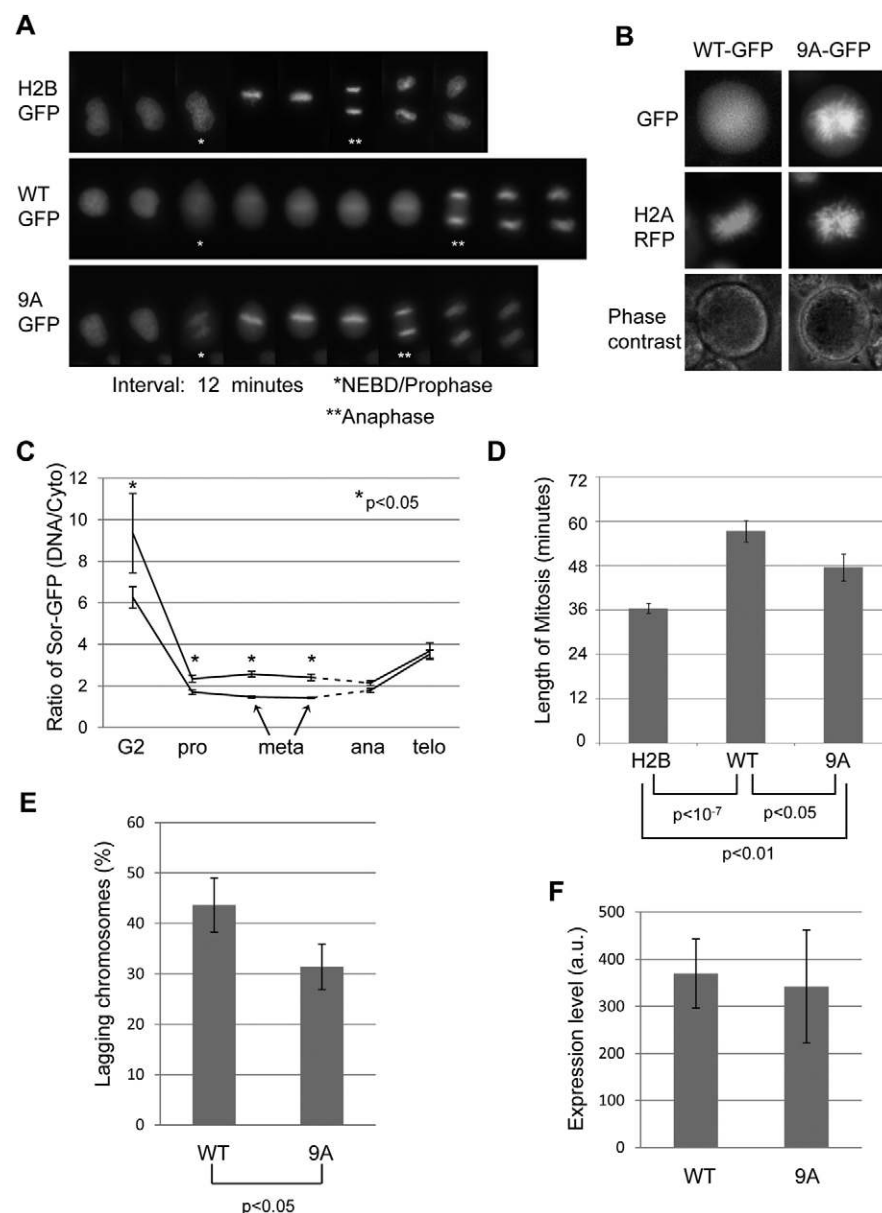 A
H2B
GFP
*
**
WT
GFP
*
**
9A
GFP
*
**
Interval: 12 minutes
*NEBD/Prophase
**Anaphase
B
WT-GFP
9A-GFP
GFP
H2A
RFP
Phase
contrast
C
Ratio of Sor-GFP (DNA/Cyto)
12
10
8
6
4
2
0
*
*
*
*
*p<0.05
G2
pro
meta
ana
telo
D
Length of Mitosis (minutes)
72
60
48
36
24
12
0
H2B
WT
9A
p<10-7
p<0.05
p<0.01
E
Lagging chromosomes (%)
60
50
40
30
20
10
0
WT
9A
p<0.05
F
Expression level (a.u.)
500
400
300
200
100
0
WT
9A